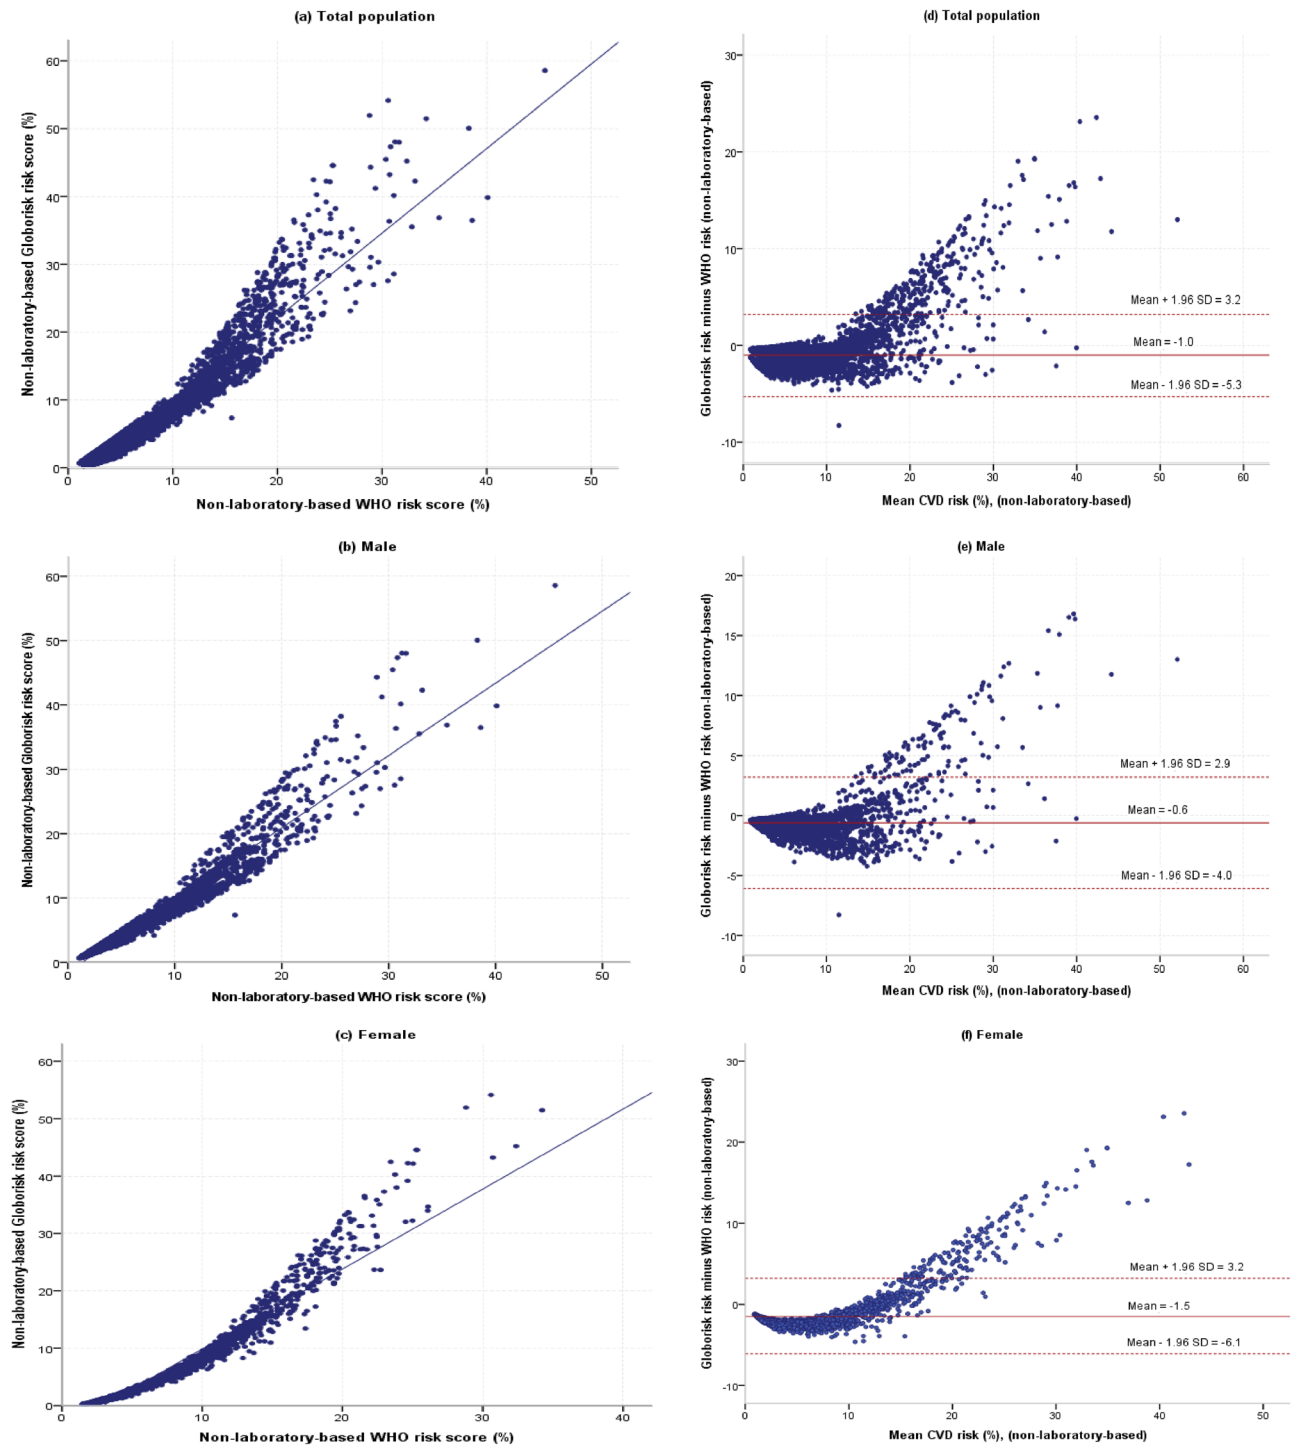 (a) Total population
60
50
40
30
20
10
0
0 10 20 30 40 50
Non-laboratory-based Globorisk risk score (%)
Non-laboratory-based WHO risk score (%)
(d) Total population
30
20
10
0
-10
0 10 20 30 40 50 60
Globorisk risk minus WHO risk (non-laboratory-based)
Mean + 1.96 SD = 3.2
Mean = -1.0
Mean - 1.96 SD = -5.3
Mean CVD risk (%), (non-laboratory-based)
(b) Male
60
50
40
30
20
10
0
0 10 20 30 40 50
Non-laboratory-based Globorisk risk score (%)
Non-laboratory-based WHO risk score (%)
(e) Male
20
15
10
5
0
-5
-10
0 10 20 30 40 50 60
Globorisk risk minus WHO risk (non-laboratory-based)
Mean + 1.96 SD = 2.9
Mean = -0.6
Mean - 1.96 SD = -4.0
Mean CVD risk (%), (non-laboratory-based)
(c) Female
60
50
40
30
20
10
0
0 10 20 30 40
Non-laboratory-based Globorisk risk score (%)
Non-laboratory-based WHO risk score (%)
(f) Female
30
20
10
0
-10
0 10 20 30 40 50
Globorisk risk minus WHO risk (non-laboratory-based)
Mean + 1.96 SD = 3.2
Mean = -1.5
Mean - 1.96 SD = -6.1
Mean CVD risk (%), (non-laboratory-based)